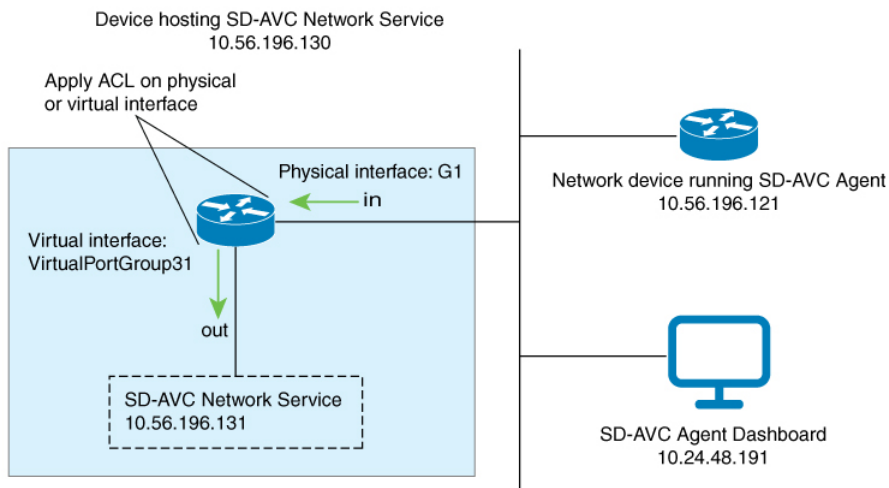 Device hosting SD-AVC Network Service
10.56.196.130
Apply ACL on physical
or virtual interface
Physical interface: G1
in
Virtual interface:
VirtualPortGroup31
out
SD-AVC Network Service
10.56.196.131
Network device running SD-AVC Agent
10.56.196.121
SD-AVC Agent Dashboard
10.24.48.191